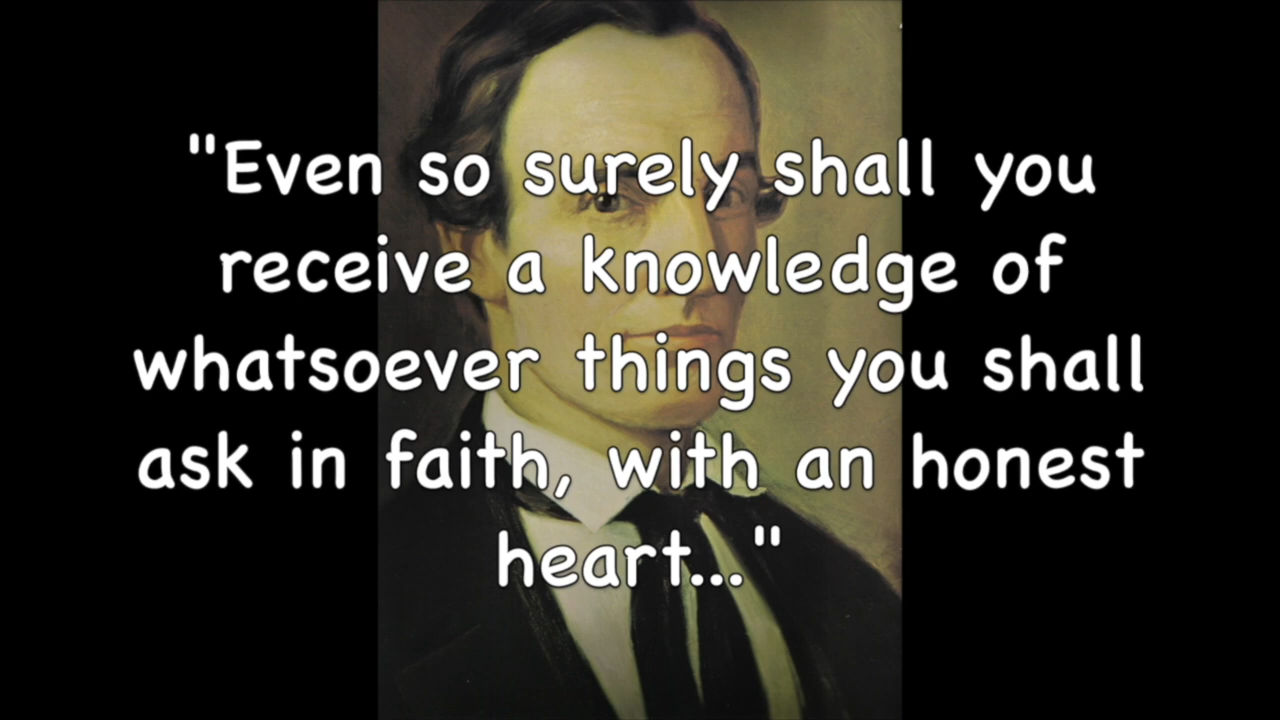 "Even so surely shall you
receive a knowledge of
whatsoever things you shall
ask in faith, with an honest
heart..."